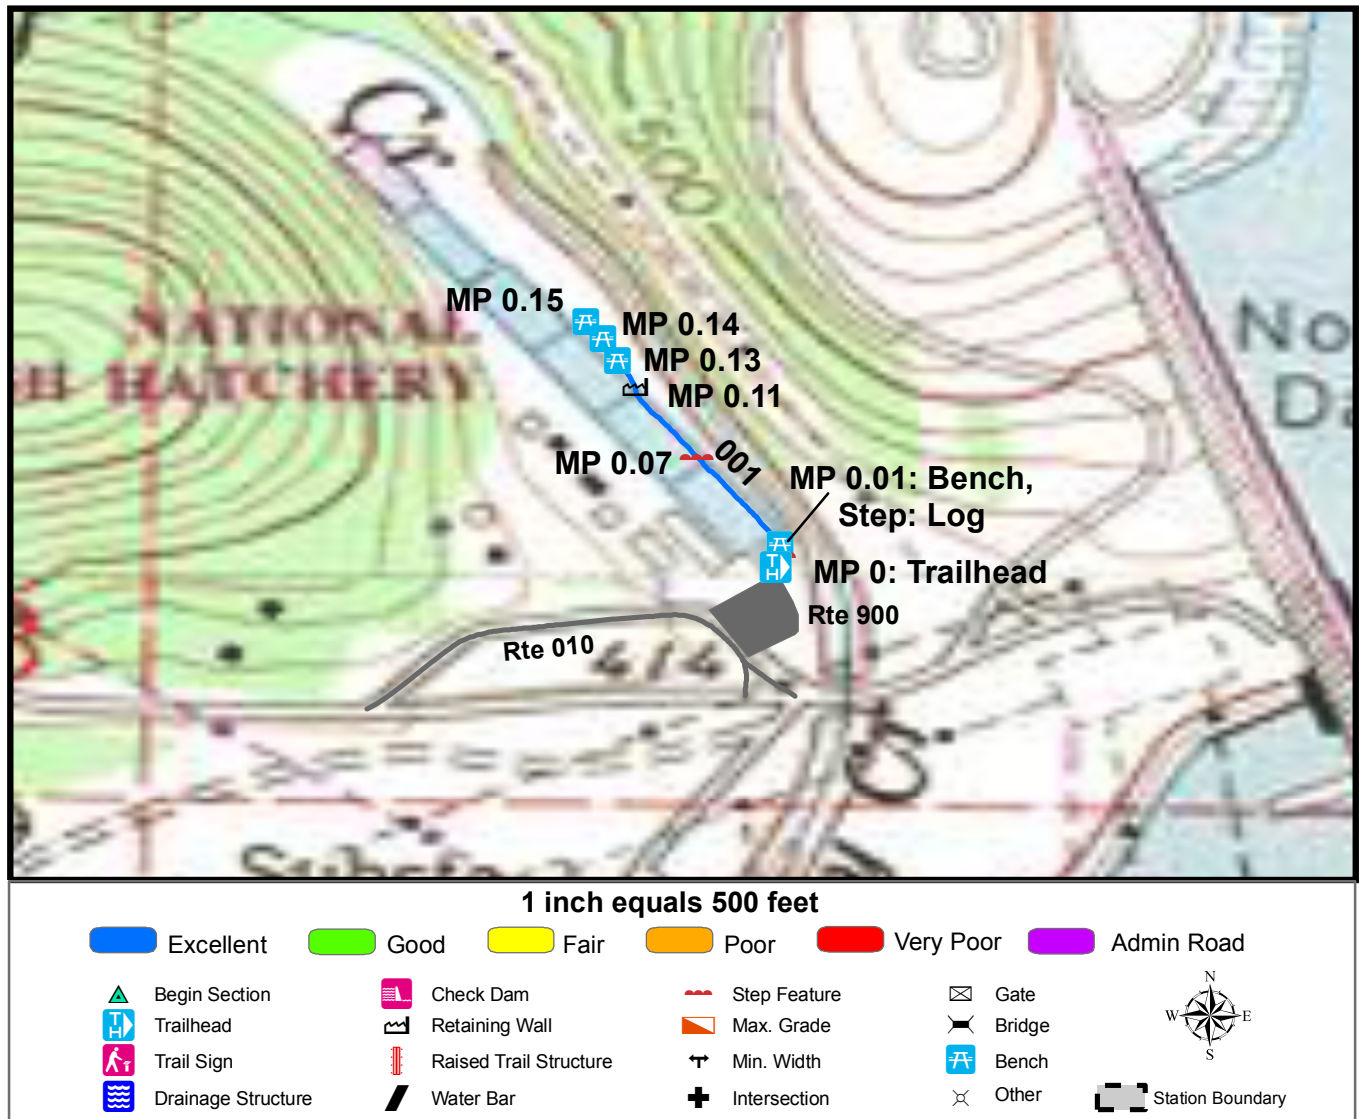 Cr
500
NATIONAL
MP 0.15
MP 0.14
No
H HATCHERY
MP 0.13
MP 0.11
001
MP 0.07
MP 0.01: Bench,
Step: Log
TH
MP 0: Trailhead
Rte 900
Rte 010
414
Cr
1 inch equals 500 feet
Excellent
Good
Fair
Poor
Very Poor
Admin Road
Begin Section
Check Dam
Step Feature
Gate
TH
Trailhead
Retaining Wall
Max. Grade
Bridge
Trail Sign
Raised Trail Structure
Min. Width
Bench
Drainage Structure
Water Bar
Intersection
Other
Station Boundary
N
W
E
S